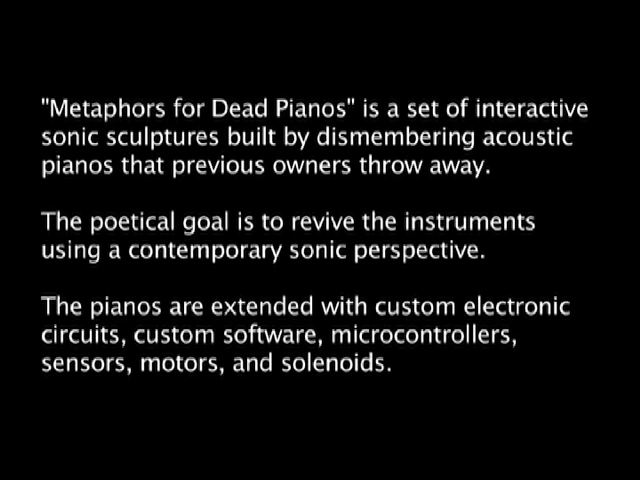 "Metaphors for Dead Pianos" is a set of interactive
sonic sculptures built by dismembering acoustic
pianos that previous owners throw away.
The poetical goal is to revive the instruments
using a contemporary sonic perspective.
The pianos are extended with custom electronic
circuits, custom software, microcontrollers,
sensors, motors, and solenoids.